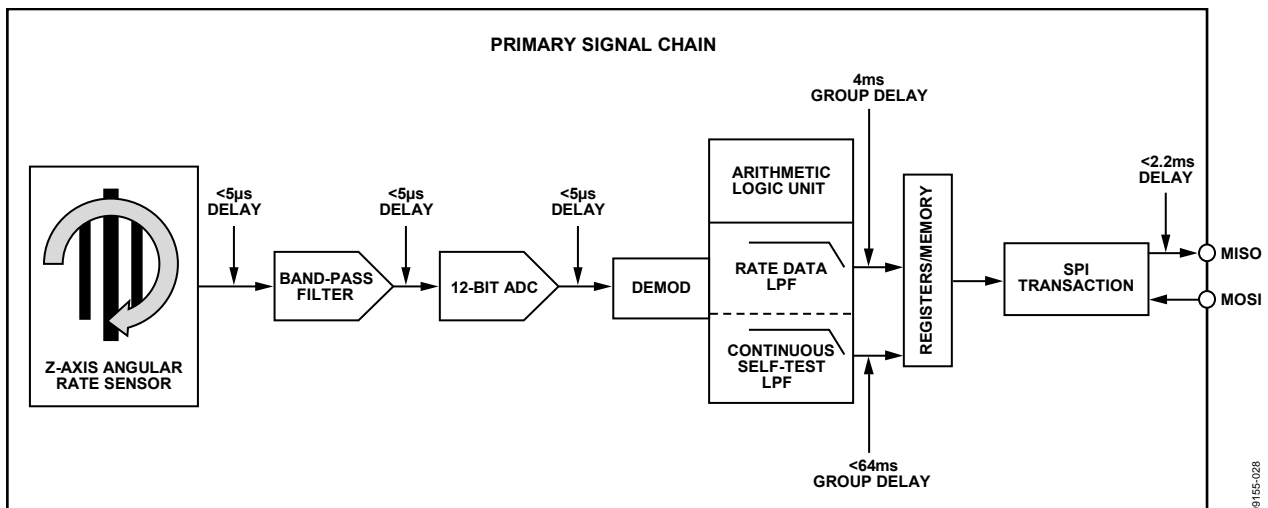 PRIMARY SIGNAL CHAIN
4ms
GROUP DELAY
<5µs
DELAY
<5µs
DELAY
<5µs
DELAY
<2.2ms
DELAY
ARITHMETIC
LOGIC UNIT
Z-AXIS ANGULAR
RATE SENSOR
BAND-PASS
FILTER
12-BIT ADC
DEMOD
RATE DATA
LPF
CONTINUOUS
SELF-TEST
LPF
REGISTERS/MEMORY
SPI
TRANSACTION
MISO
MOSI
<64ms
GROUP DELAY
09155-028